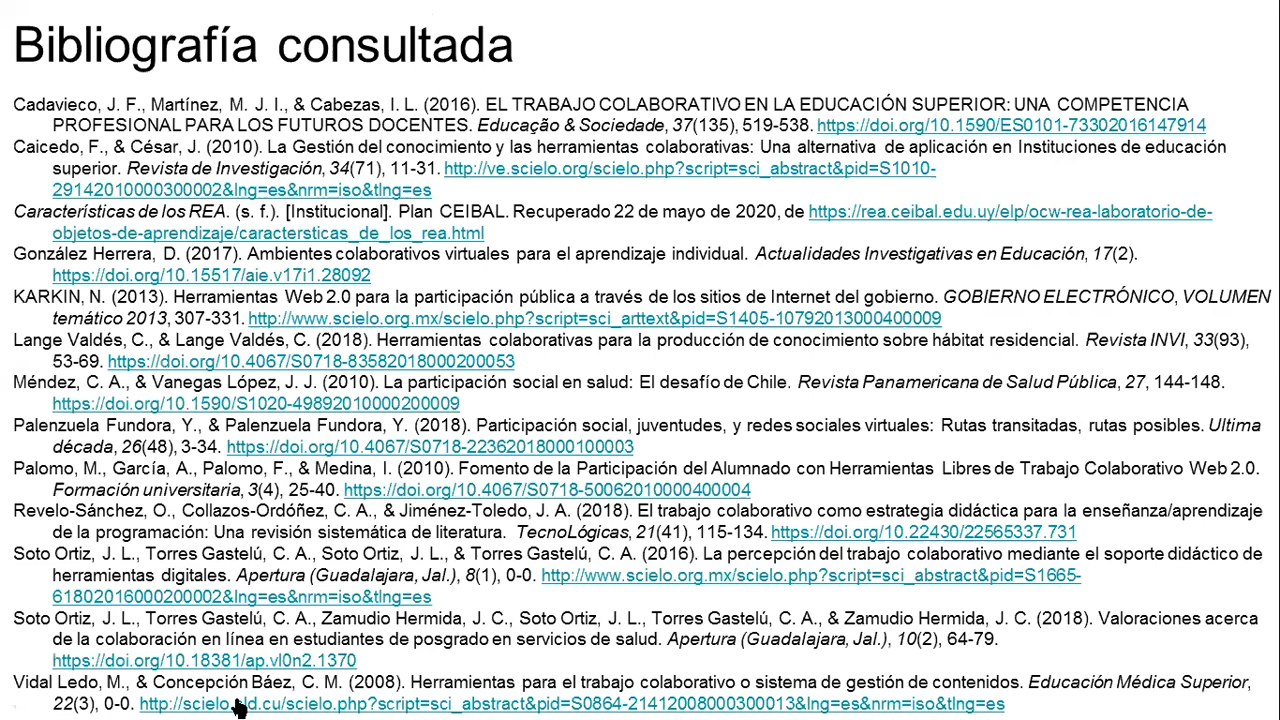 Bibliografía consultada
Cadavieco, J. F., Martínez, M. J. I., & Cabezas, I. L. (2016). EL TRABAJO COLABORATIVO EN LA EDUCACIÓN SUPERIOR: UNA COMPETENCIA
PROFESIONAL PARA LOS FUTUROS DOCENTES. Educação & Sociedade, 37(135), 519-538. https://doi.org/10.1590/ES0101-73302016147914
Caicedo, F., & César, J. (2010). La Gestión del conocimiento y las herramientas colaborativas: Una alternativa de aplicación en Instituciones de educación
superior. Revista de Investigación, 34(71), 11-31. http://ve.scielo.org/scielo.php?script=sci_abstract&pid=S1010-
29142010000300002&lng=es&nrm=iso&tlng=es
Características de los REA. (s. f.). [Institucional]. Plan CEIBAL. Recuperado 22 de mayo de 2020, de https://rea.ceibal.edu.uy/elp/ocw-rea-laboratorio-de-
objetos-de-aprendizaje/caractersticas_de_los_rea.html
González Herrera, D. (2017). Ambientes colaborativos virtuales para el aprendizaje individual. Actualidades Investigativas en Educación, 17(2).
https://doi.org/10.15517/aie.v17i1.28092
KARKIN, N. (2013). Herramientas Web 2.0 para la participación pública a través de los sitios de Internet del gobierno. GOBIERNO ELECTRÓNICO, VOLUMEN
temático 2013, 307-331. http://www.scielo.org.mx/scielo.php?script=sci_arttext&pid=S1405-10792013000400009
Lange Valdés, C., & Lange Valdés, C. (2018). Herramientas colaborativas para la producción de conocimiento sobre hábitat residencial. Revista INVI, 33(93),
53-69. https://doi.org/10.4067/S0718-83582018000200053
Méndez, C. A., & Vanegas López, J. J. (2010). La participación social en salud: El desafío de Chile. Revista Panamericana de Salud Pública, 27, 144-148.
https://doi.org/10.1590/S1020-49892010000200009
Palenzuela Fundora, Y., & Palenzuela Fundora, Y. (2018). Participación social, juventudes, y redes sociales virtuales: Rutas transitadas, rutas posibles. Ultima
década, 26(48), 3-34. https://doi.org/10.4067/S0718-22362018000100003
Palomo, M., García, A., Palomo, F., & Medina, I. (2010). Fomento de la Participación del Alumnado con Herramientas Libres de Trabajo Colaborativo Web 2.0.
Formación universitaria, 3(4), 25-40. https://doi.org/10.4067/S0718-50062010000400004
Revelo-Sánchez, O., Collazos-Ordóñez, C. A., & Jiménez-Toledo, J. A. (2018). El trabajo colaborativo como estrategia didáctica para la enseñanza/aprendizaje
de la programación: Una revisión sistemática de literatura. TecnoLógicas, 21(41), 115-134. https://doi.org/10.22430/22565337.731
Soto Ortiz, J. L., Torres Gastelú, C. A., Soto Ortiz, J. L., & Torres Gastelú, C. A. (2016). La percepción del trabajo colaborativo mediante el soporte didáctico de
herramientas digitales. Apertura (Guadalajara, Jal.), 8(1), 0-0. http://www.scielo.org.mx/scielo.php?script=sci_abstract&pid=S1665-
61802016000200002&lng=es&nrm=iso&tlng=es
Soto Ortiz, J. L., Torres Gastelú, C. A., Zamudio Hermida, J. C., Soto Ortiz, J. L., Torres Gastelú, C. A., & Zamudio Hermida, J. C. (2018). Valoraciones acerca
de la colaboración en línea en estudiantes de posgrado en servicios de salud. Apertura (Guadalajara, Jal.), 10(2), 64-79.
https://doi.org/10.18381/ap.vl0n2.1370
Vidal Ledo, M., & Concepción Báez, C. M. (2008). Herramientas para el trabajo colaborativo o sistema de gestión de contenidos. Educación Médica Superior,
22(3), 0-0. http://scielo.sld.cu/scielo.php?script=sci_abstract&pid=S0864-21412008000300013&lng=es&nrm=iso&tlng=es